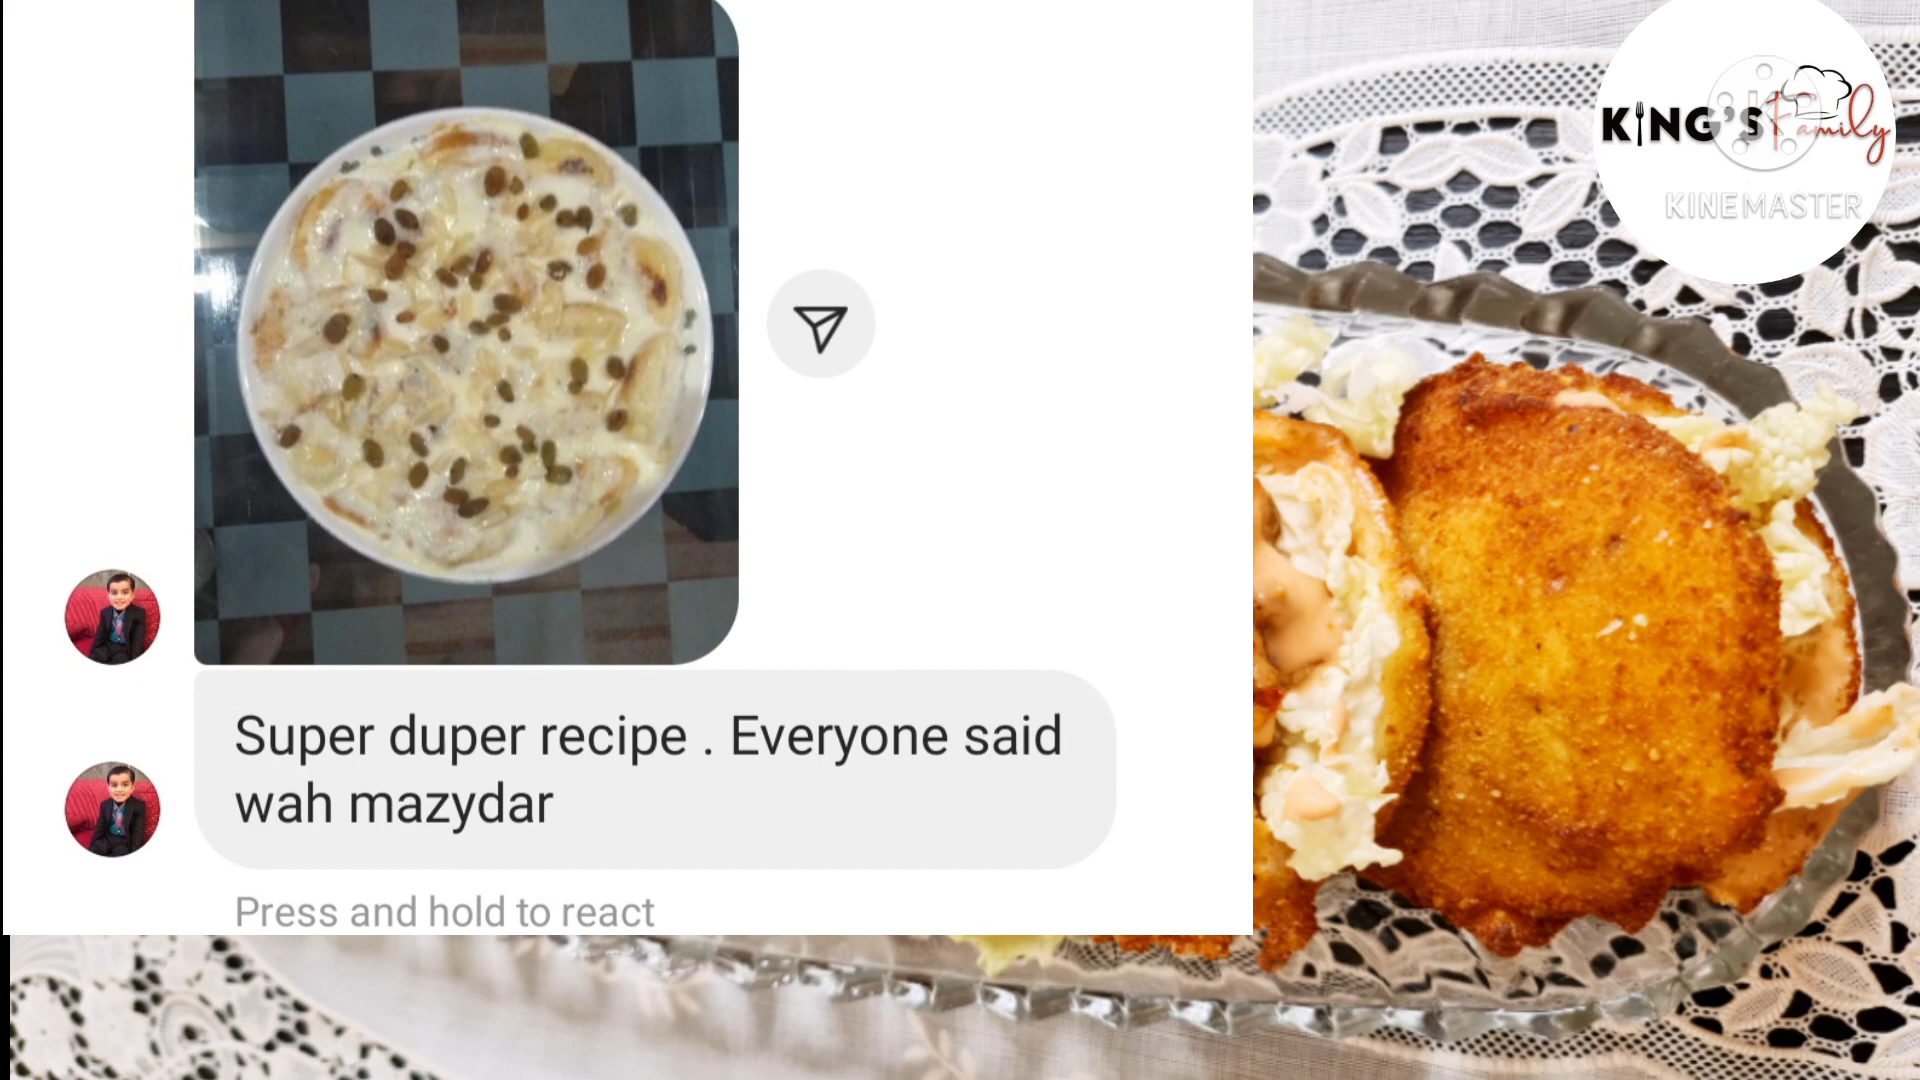 KING'S Family
KINEMASTER
Super duper recipe . Everyone said
wah mazydar
Press and hold to react